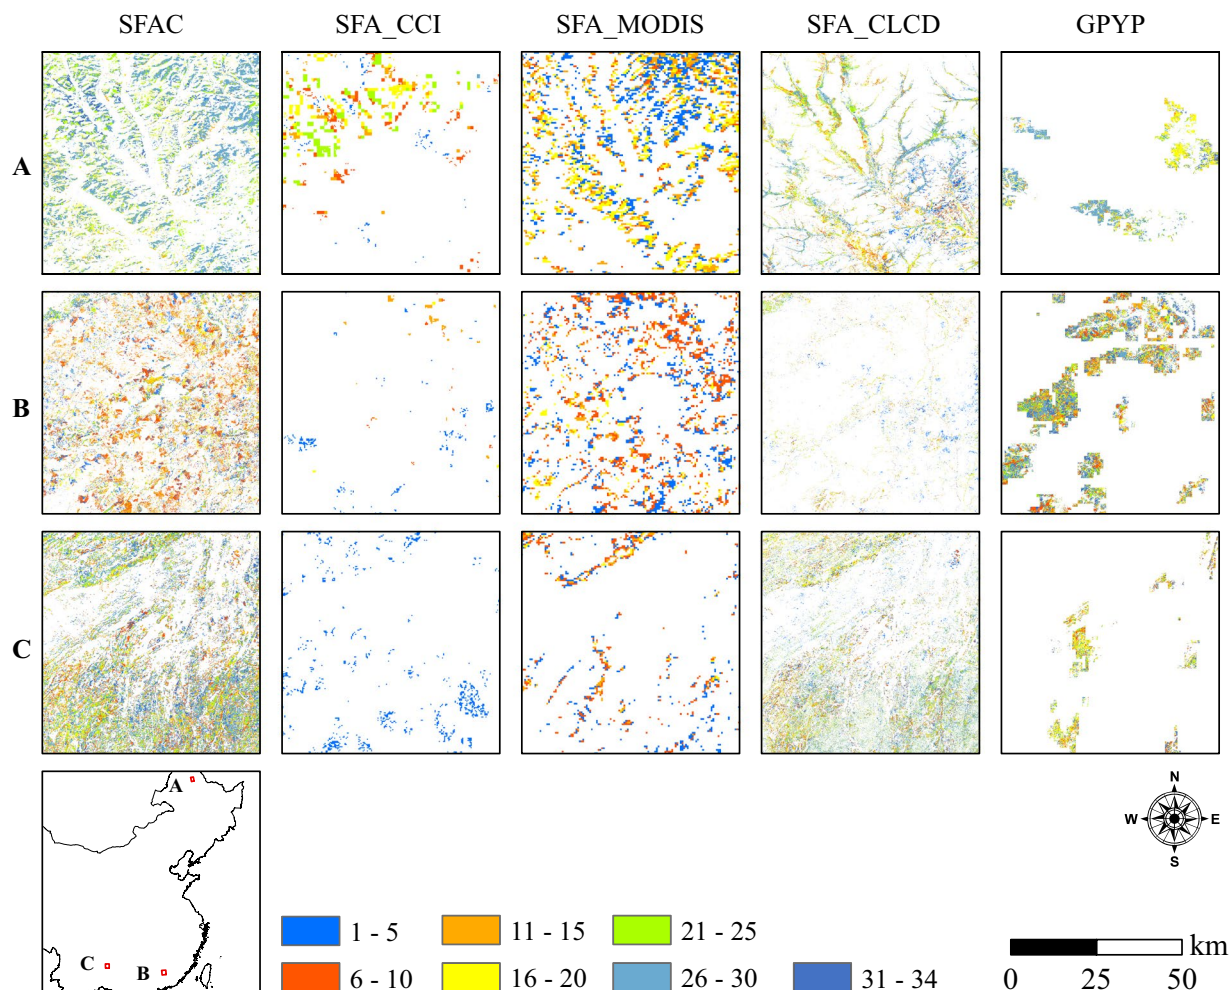 SFAC SFA_CCI SFA_MODIS SFA_CLCD GPYP
A
B
C
A
C B
N
W E
S
1 - 5 11 - 15 21 - 25
6 - 10 16 - 20 26 - 30 31 - 34
km
0 25 50